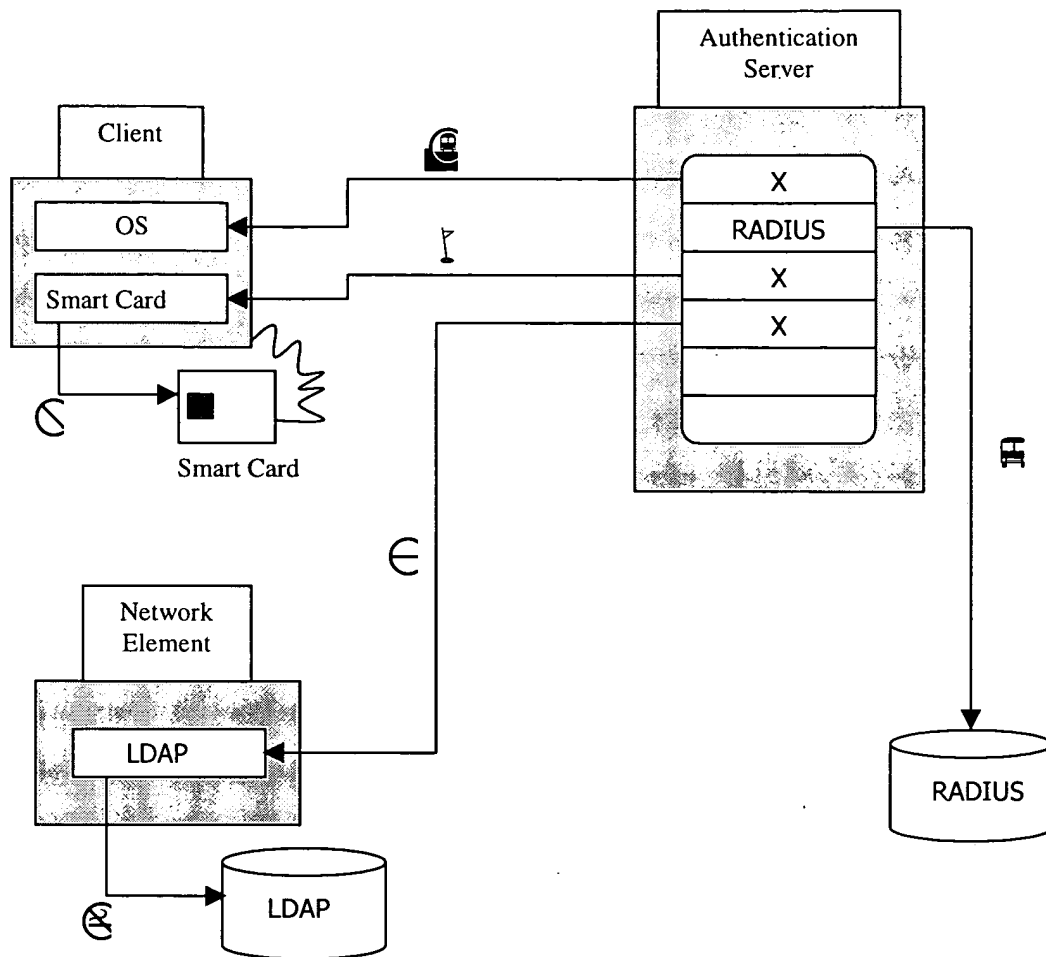 Authentication
Server
Client
X
OS
RADIUS
Smart Card
X
X
Smart Card
Network
Element
LDAP
RADIUS
LDAP